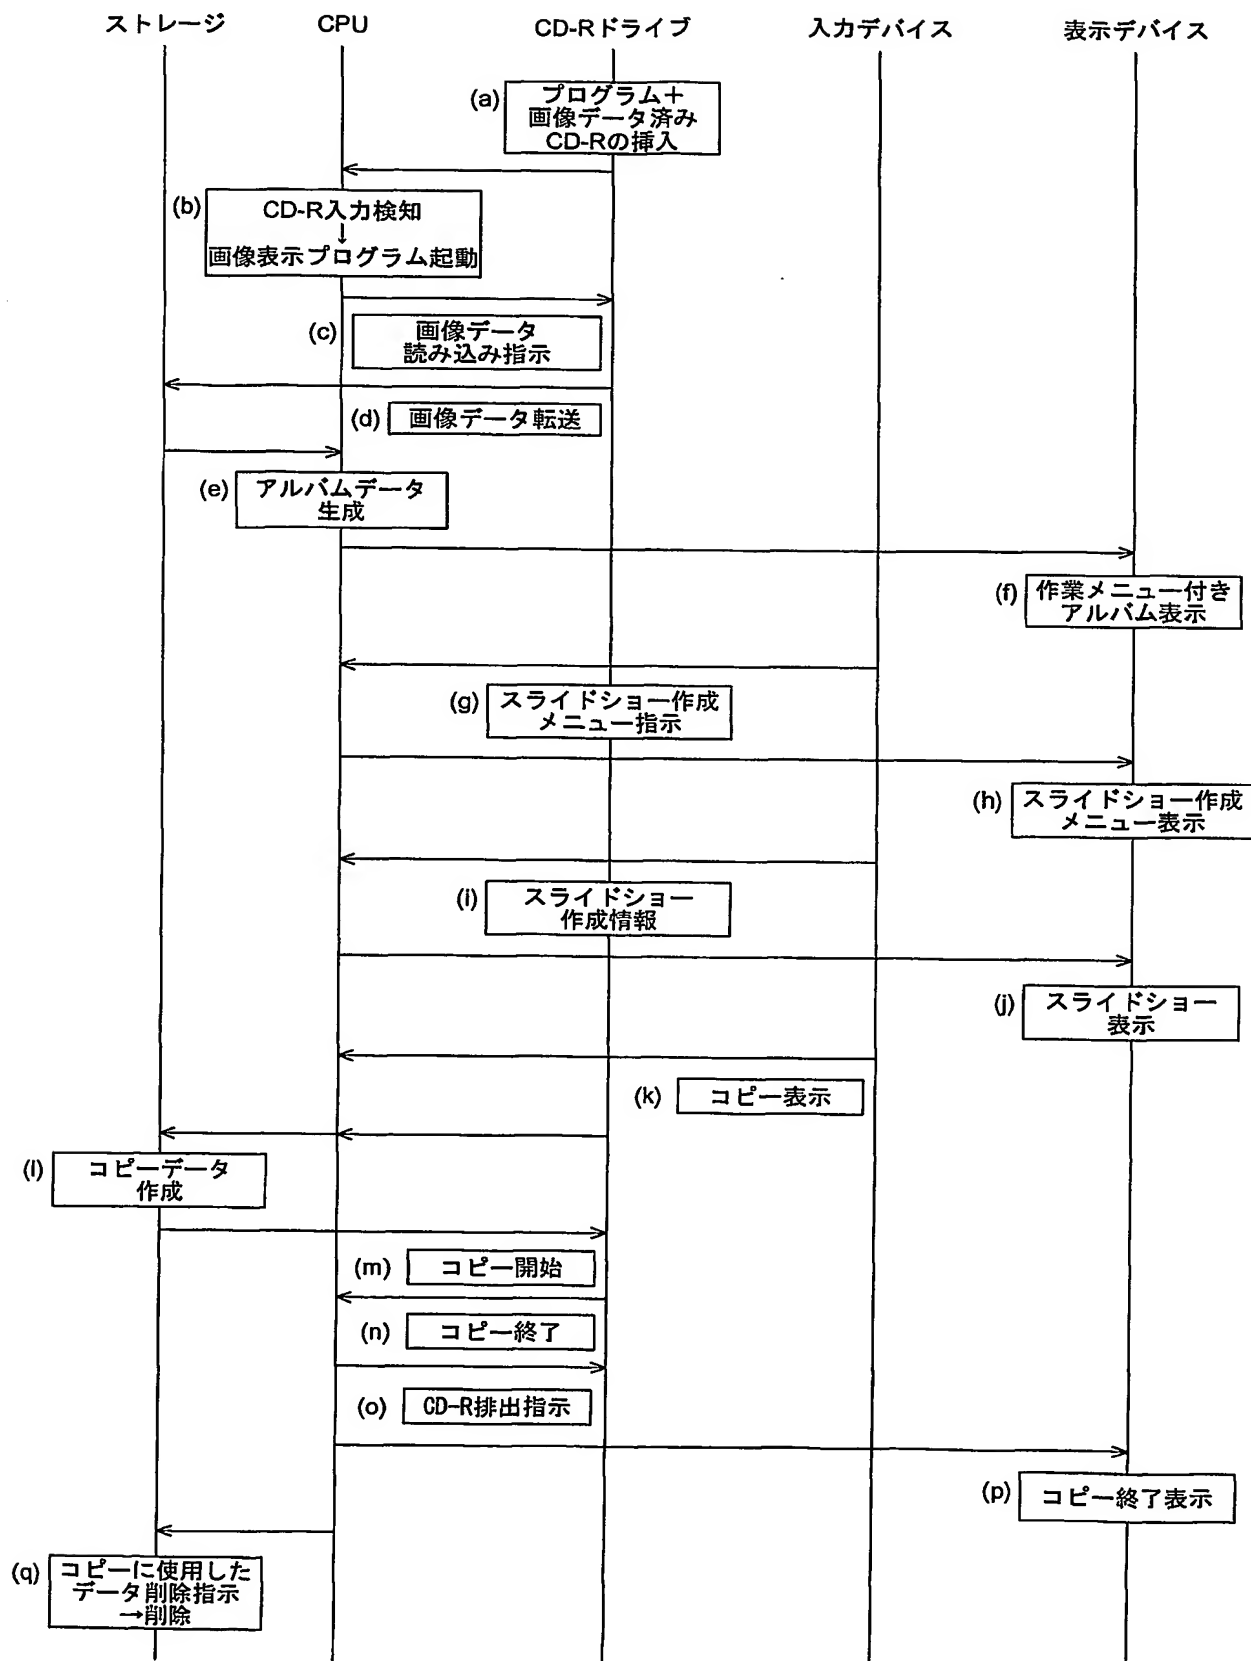 ストレージ
CPU
CD-Rドライブ
入力デバイス
表示デバイス
(a)
プログラム＋
画像データ済み
CD-Rの挿入
(b)
CD-R入力検知
↓
画像表示プログラム起動
(c)
画像データ
読み込み指示
(d)
画像データ転送
(e)
アルバムデータ
生成
(f)
作業メニュー付き
アルバム表示
(g)
スライドショー作成
メニュー指示
(h)
スライドショー作成
メニュー表示
(i)
スライドショー
作成情報
(j)
スライドショー
表示
(k)
コピー表示
(l)
コピーデータ
作成
(m)
コピー開始
(n)
コピー終了
(o)
CD-R排出指示
(p)
コピー終了表示
(q)
コピーに使用した
データ削除指示
→削除